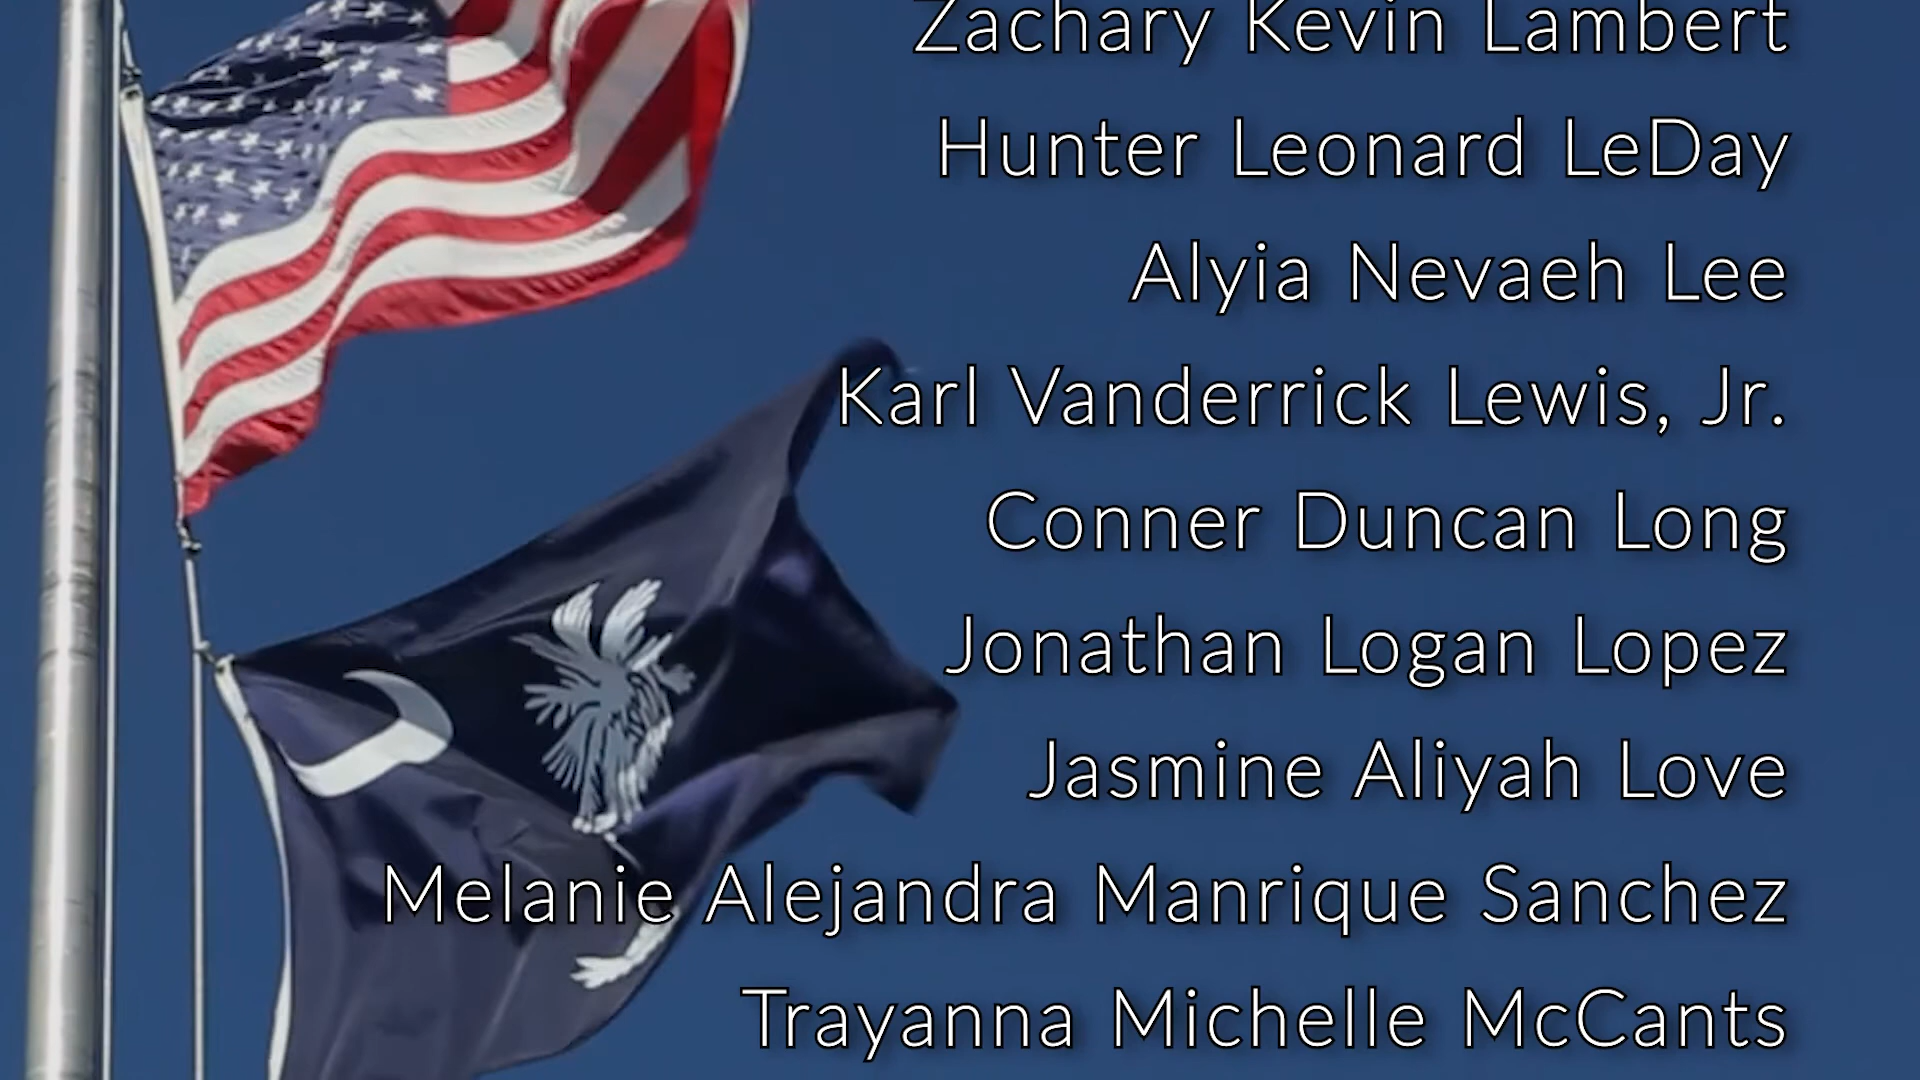 Zachary Kevin Lambert
Hunter Leonard LeDay
Alyia Nevaeh Lee
Karl Vanderrick Lewis, Jr.
Conner Duncan Long
Jonathan Logan Lopez
Jasmine Aliyah Love
Melanie Alejandra Manrique Sanchez
Trayanna Michelle McCants